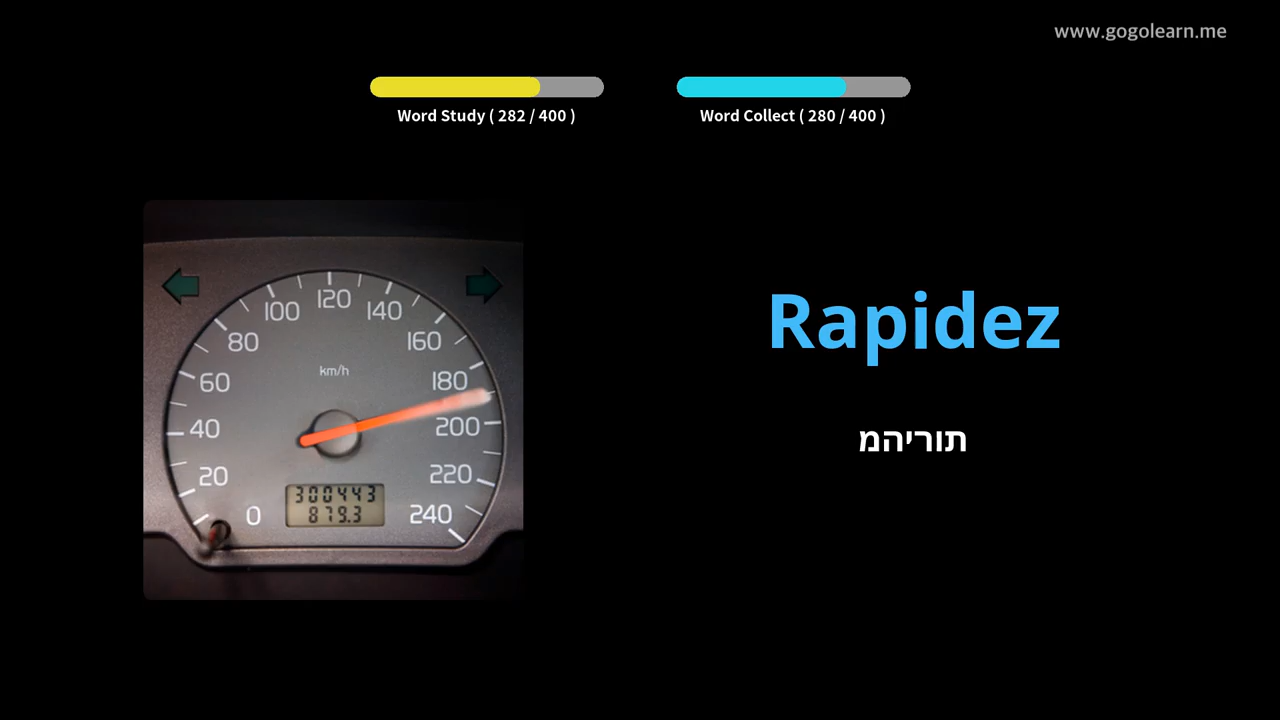 www.gogolearn.me
Word Study ( 282 / 400 )
Word Collect ( 280 / 400 )
Rapidez
תוריהמ
0
20
40
60
80
100
120
140
160
180
200
220
240
km/h
300443
879.3